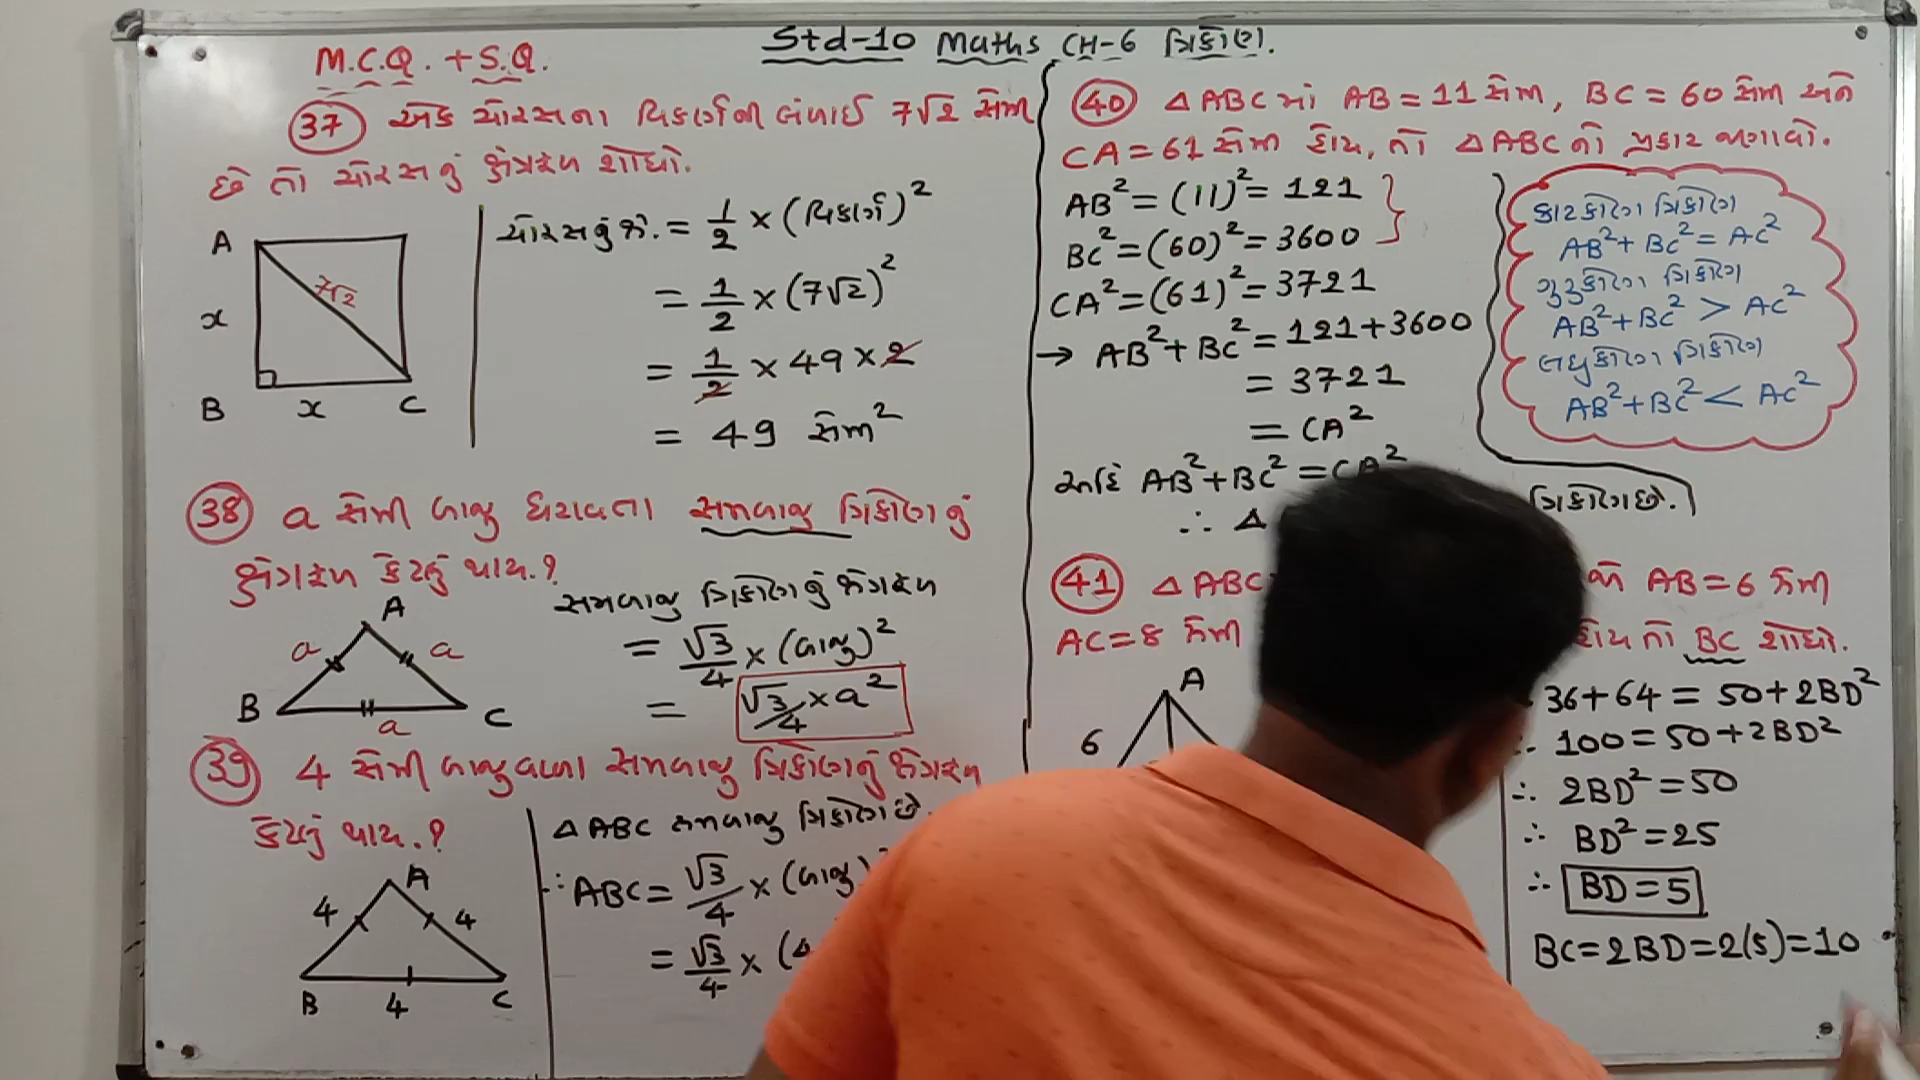 Std-10 Maths CH-6 ત્રિકોણ.
M.C.Q. + S.Q.
37 એક ચોરસના વિકર્ણની લંબાઈ 7√2 સેમી
છે તો ચોરસનું ક્ષેત્રફળ શોધો.
A
7√2
x
B x C
ચોરસનું ક્ષે. = 1/2 × (વિકર્ણ)²
= 1/2 × (7√2)²
= 1/2 × 49 × 2
= 49 સેમી²
38 a સેમી બાજુ ધરાવતા સમબાજુ ત્રિકોણનું
ક્ષેત્રફળ કેટલું થાય.?
A
a a
B C
a
સમબાજુ ત્રિકોણનું ક્ષેત્રફળ
= √3/4 × (બાજુ)²
= √3/4 × a²
39 4 સેમી બાજુવાળા સમબાજુ ત્રિકોણનું ક્ષેત્રફળ
કેટલું થાય.?
A
4 4
B 4 C
△ABC સમબાજુ ત્રિકોણ છે.
∴ ABC = √3/4 × (બાજુ)
= √3/4 × (4
40 △ABC માં AB = 11 સેમી, BC = 60 સેમી અને
CA = 61 સેમી હોય, તો △ABC નો પ્રકાર જણાવો.
AB² = (11)² = 121
BC² = (60)² = 3600
CA² = (61)² = 3721
→ AB² + BC² = 121 + 3600
= 3721
= CA²
અહિં AB² + BC² = CA²
∴ △ ત્રિકોણ છે.
કાટકોણ ત્રિકોણ
AB² + BC² = AC²
ગુરુકોણ ત્રિકોણ
AB² + BC² > AC²
લઘુકોણ ત્રિકોણ
AB² + BC² < AC²
41 △ABC AB = 6 સેમી
AC = 8 સેમી હોય તો BC શોધો.
A
6
36 + 64 = 50 + 2BD²
∴ 100 = 50 + 2BD²
∴ 2BD² = 50
∴ BD² = 25
∴ BD = 5
BC = 2BD = 2(5) = 10